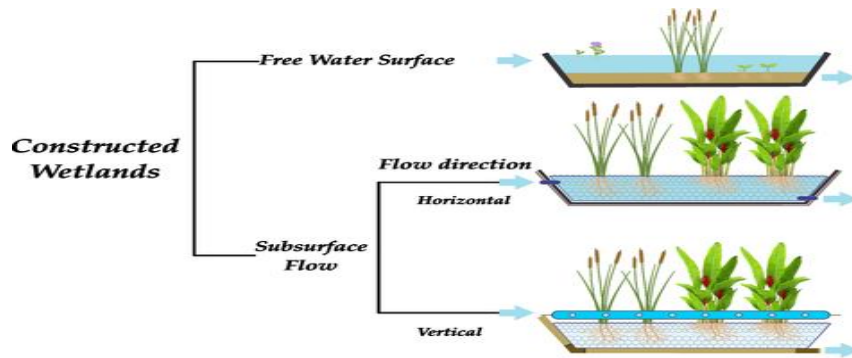 Free Water Surface
Constructed
Wetlands
Flow direction
Horizontal
Subsurface
Flow
Vertical